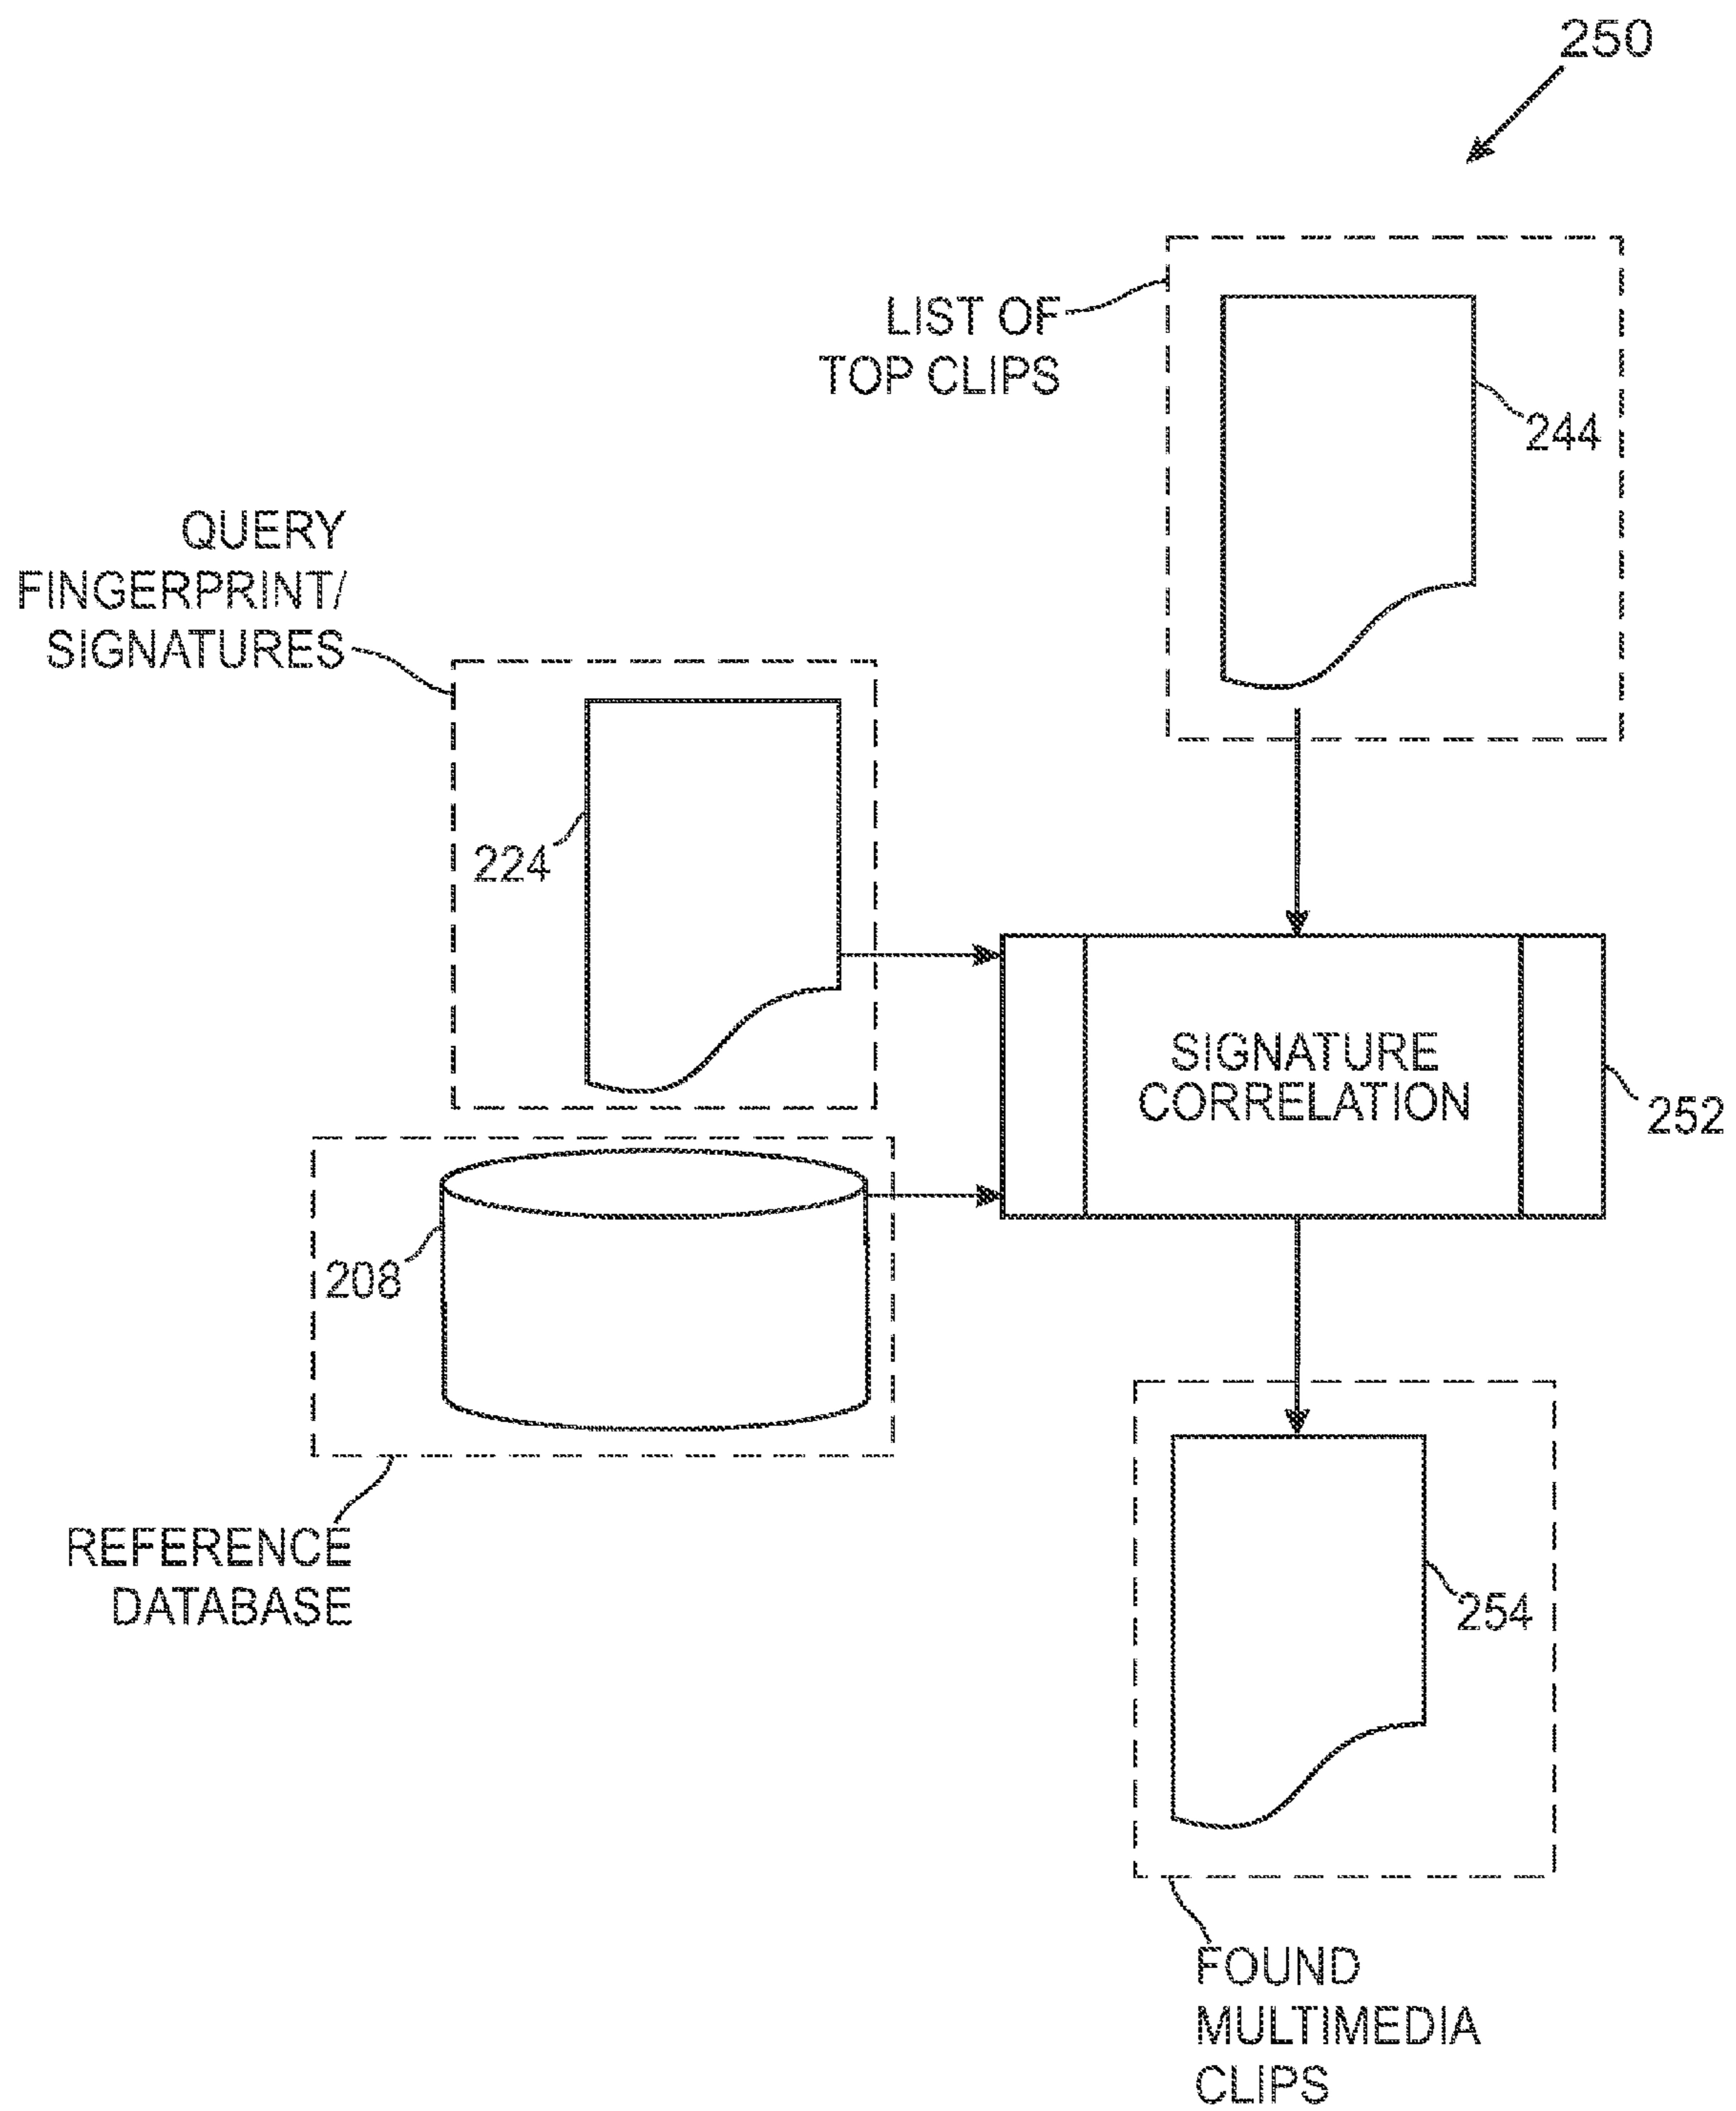 250
LIST OF
TOP CLIPS
244
QUERY
FINGERPRINT/
SIGNATURES
224
SIGNATURE
CORRELATION
252
208
REFERENCE
DATABASE
254
FOUND
MULTIMEDIA
CLIPS